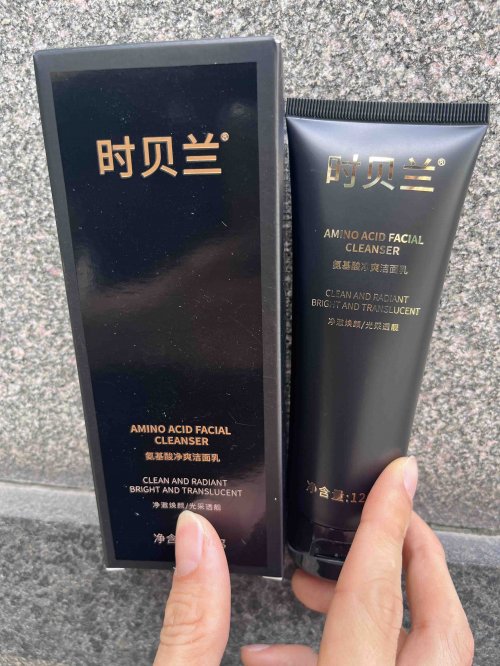 时贝兰®
AMINO ACID FACIAL
CLEANSER
氨基酸净爽洁面乳
CLEAN AND RADIANT
BRIGHT AND TRANSLUCENT
净澈焕颜/光采透靓
净含
g
时贝兰®
AMINO ACID FACIAL
CLEANSER
氨基酸净爽洁面乳
CLEAN AND RADIANT
BRIGHT AND TRANSLUCENT
净澈焕颜/光采透靓
净含量:12